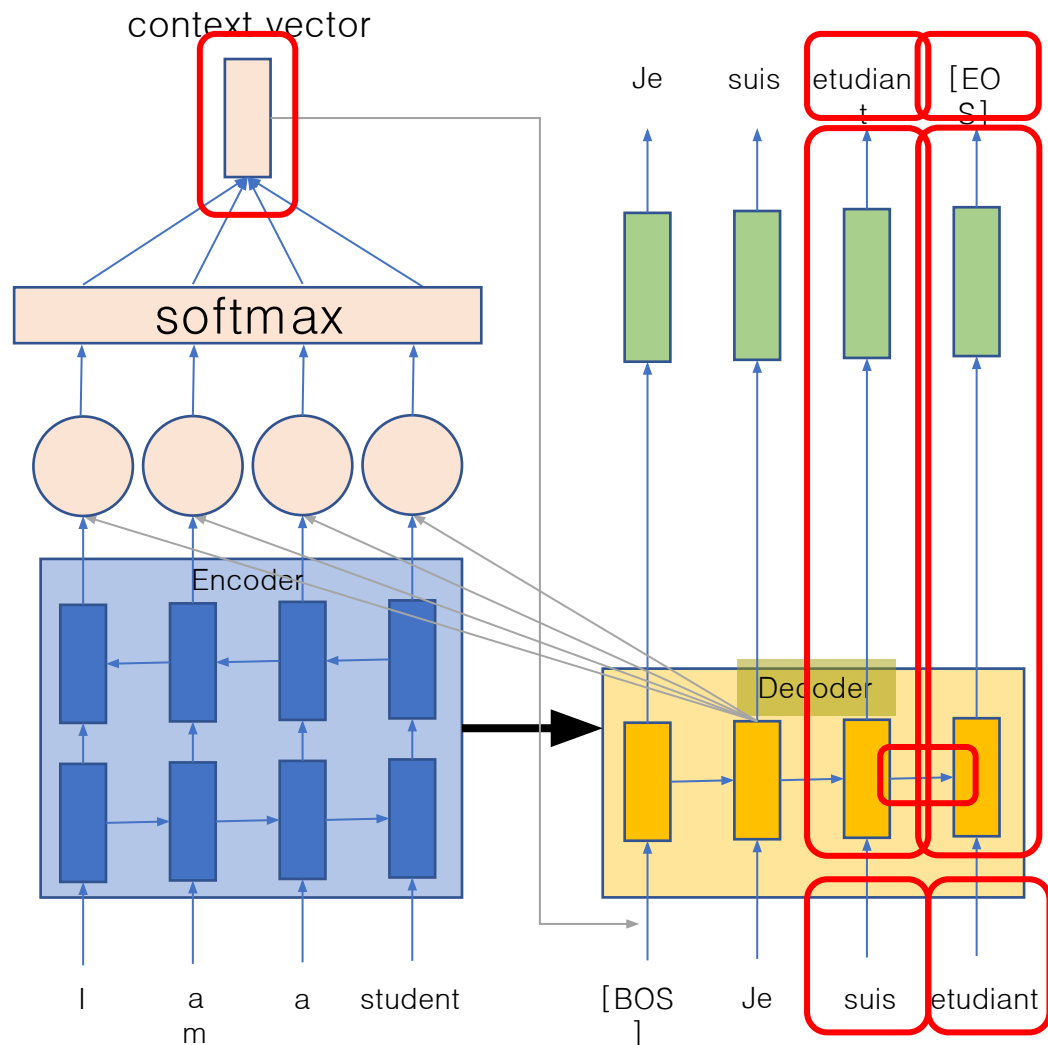 context vector
Je
suis
etudian
t
[EO
S]
softmax
Encoder
Decoder
I
a
m
a
student
[BOS
]
Je
suis
etudiant